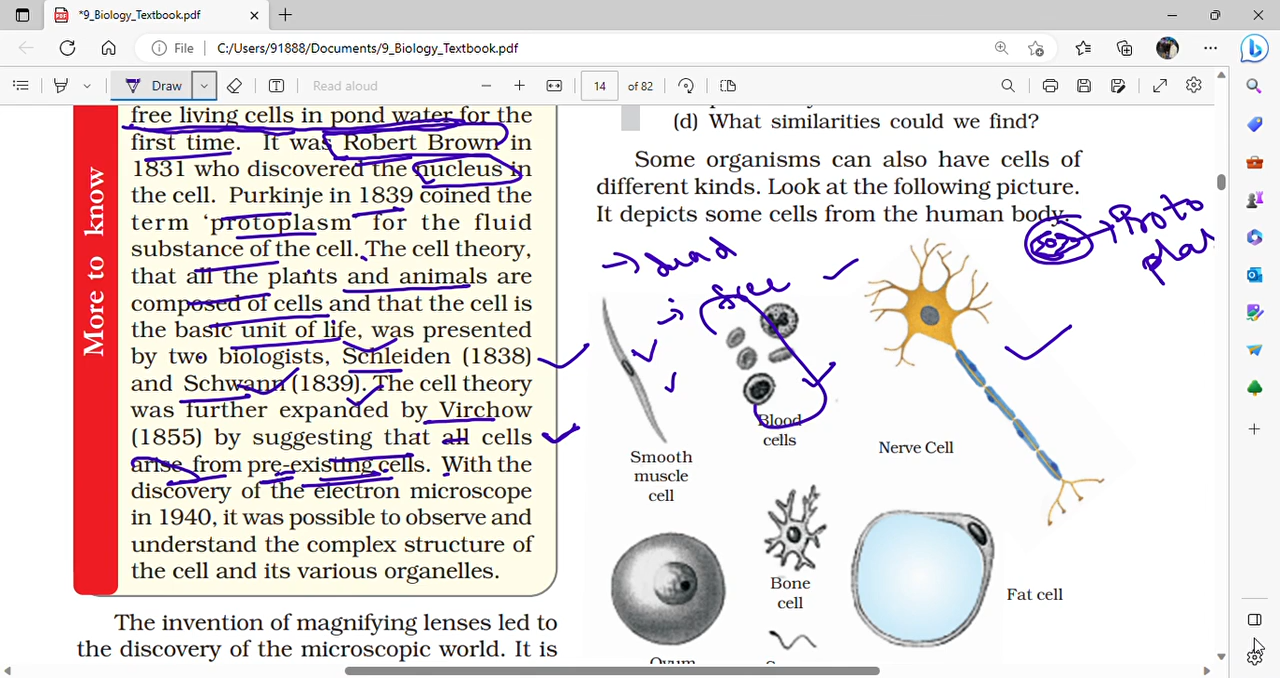 *9_Biology_Textbook.pdf
File
C:/Users/91888/Documents/9_Biology_Textbook.pdf
Draw
Read aloud
14
of 82
More to know
free living cells in pond water for the
first time. It was Robert Brown in
1831 who discovered the nucleus in
the cell. Purkinje in 1839 coined the
term ‘protoplasm’ for the fluid
substance of the cell. The cell theory,
that all the plants and animals are
composed of cells and that the cell is
the basic unit of life, was presented
by two biologists, Schleiden (1838)
and Schwann (1839). The cell theory
was further expanded by Virchow
(1855) by suggesting that all cells
arise from pre-existing cells. With the
discovery of the electron microscope
in 1940, it was possible to observe and
understand the complex structure of
the cell and its various organelles.
The invention of magnifying lenses led to
the discovery of the microscopic world. It is
(d) What similarities could we find?
Some organisms can also have cells of
different kinds. Look at the following picture.
It depicts some cells from the human body.
Proto
plas
dead
free
Smooth
muscle
cell
Blood
cells
Nerve Cell
Bone
cell
Fat cell
Ovum